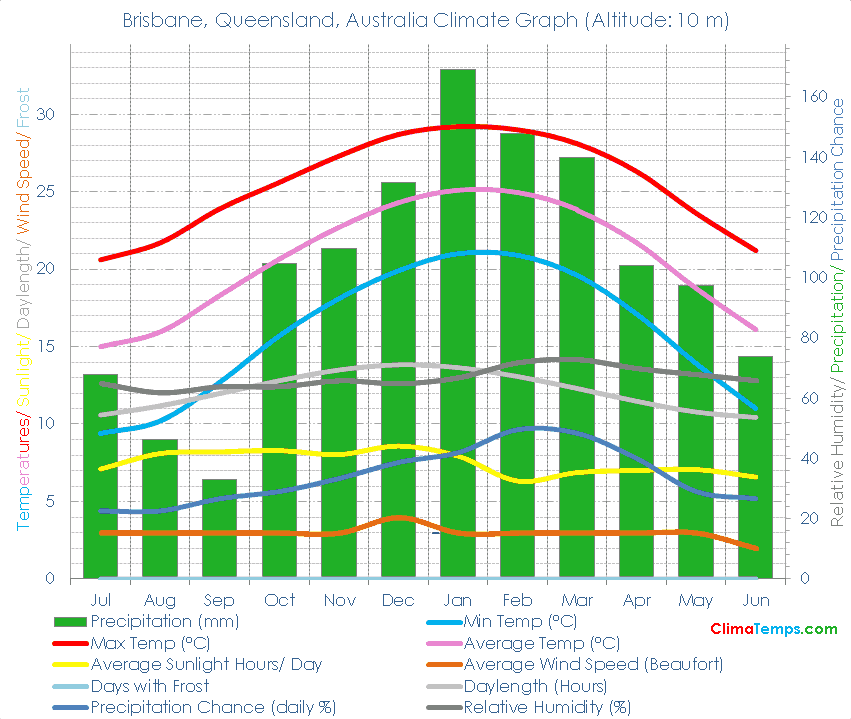 Brisbane, Queensland, Australia Climate Graph (Altitude: 10 m)
Temperatures/ Sunlight/ Daylength/ Wind Speed/ Frost
30
25
20
15
10
5
0
160
140
120
100
80
60
40
20
0
Relative Humidity/ Precipitation/ Precipitation Chance
Jul Aug Sep Oct Nov Dec Jan Feb Mar Apr May Jun
Precipitation (mm) Min Temp (°C)
Max Temp (°C) Average Temp (°C)
Average Sunlight Hours/ Day Average Wind Speed (Beaufort)
Days with Frost Daylength (Hours)
Precipitation Chance (daily %) Relative Humidity (%)
ClimaTemps.com